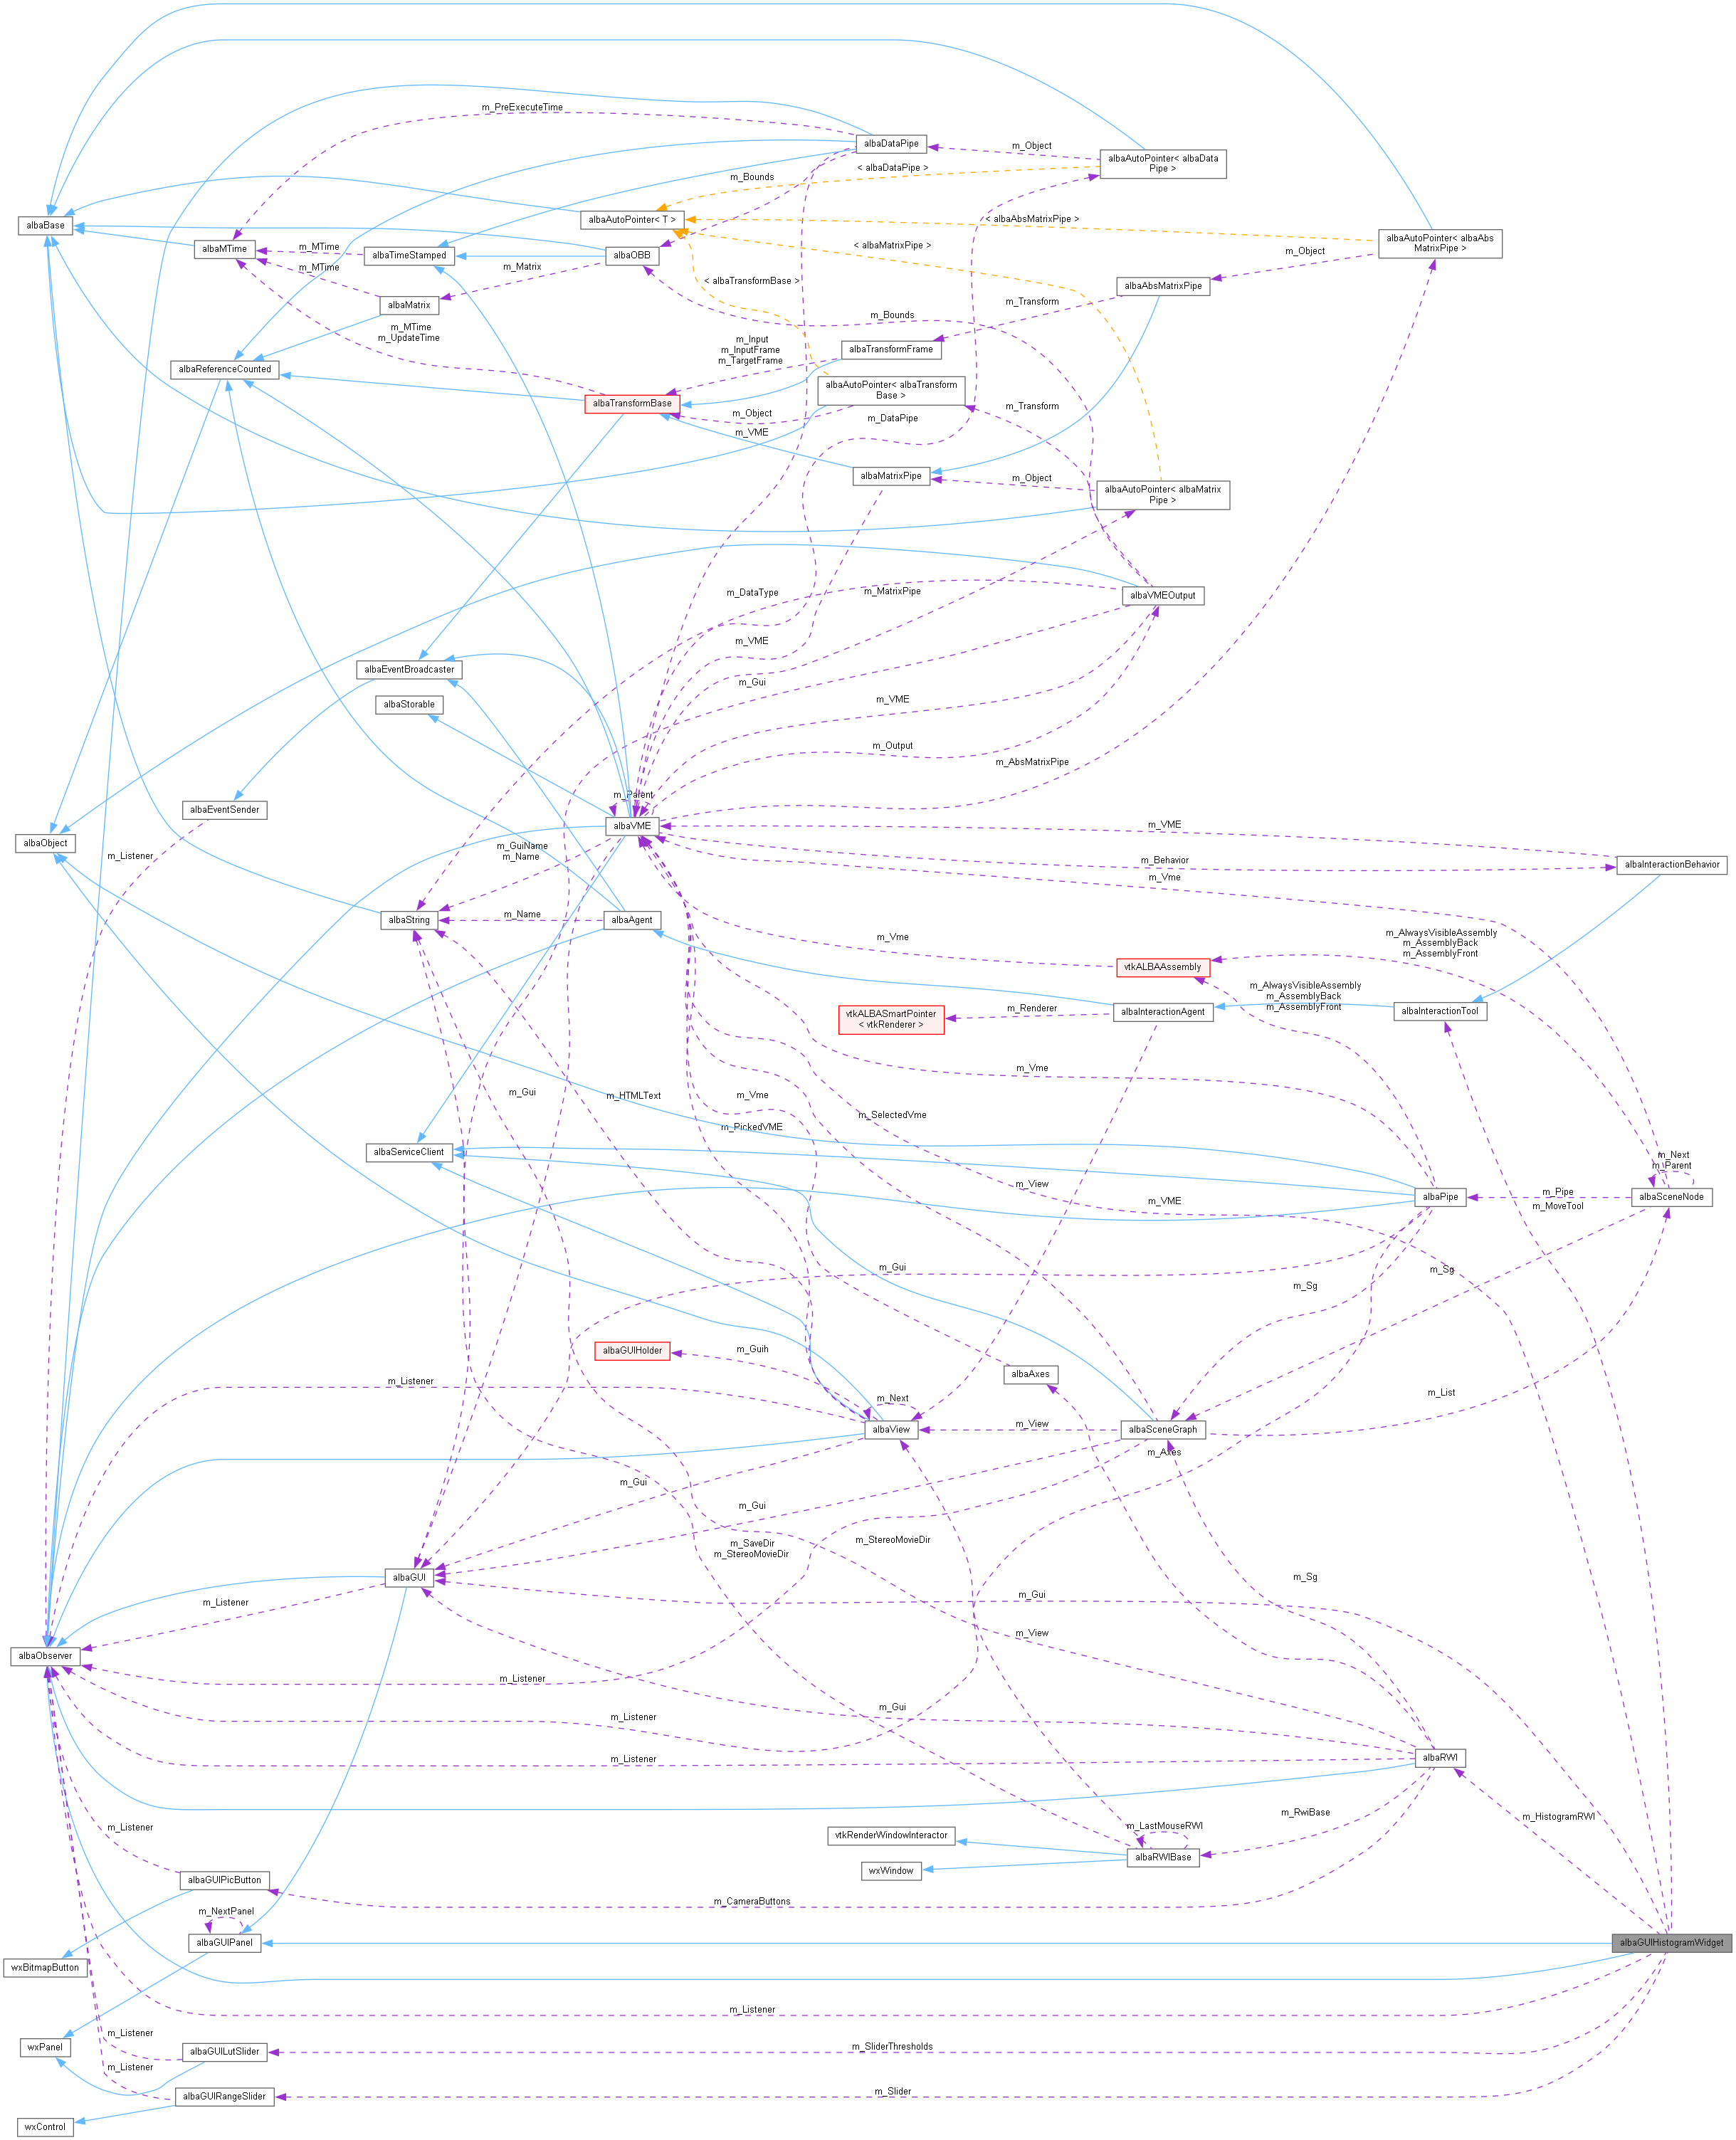 m_PreExecuteTime
albaDataPipe
m_Object
albaAutoPointer< albaData
Pipe >
< albaDataPipe >
m_Bounds
albaBase
albaAutoPointer< T >
< albaAbsMatrixPipe >
albaAutoPointer< albaAbs
MatrixPipe >
albaMTime
m_MTime
albaTimeStamped
albaOBB
< albaMatrixPipe >
m_Object
m_MTime
m_Matrix
< albaTransformBase >
albaAbsMatrixPipe
albaMatrix
m_Transform
m_Bounds
m_MTime
m_UpdateTime
m_Input
m_InputFrame
m_TargetFrame
albaTransformFrame
albaReferenceCounted
albaAutoPointer< albaTransform
Base >
albaTransformBase
m_Object
m_Transform
m_DataPipe
m_VME
albaMatrixPipe
m_Object
albaAutoPointer< albaMatrix
Pipe >
m_DataType
m_MatrixPipe
albaVMEOutput
m_VME
albaEventBroadcaster
m_Gui
m_VME
albaStorable
m_Output
m_AbsMatrixPipe
m_Parent
albaEventSender
albaVME
m_VME
albaObject
m_Listener
m_GuiName
m_Name
m_Behavior
albaInteractionBehavior
m_Vme
albaString
m_Name
albaAgent
m_Vme
m_AlwaysVisibleAssembly
m_AssemblyBack
m_AssemblyFront
vtkALBAAssembly
m_AlwaysVisibleAssembly
m_AssemblyBack
m_AssemblyFront
vtkALBASmartPointer
< vtkRenderer >
m_Renderer
albaInteractionAgent
albaInteractionTool
m_Vme
m_Gui
m_HTMLText
m_Vme
m_SelectedVme
m_PickedVME
albaServiceClient
m_Next
m_Parent
m_View
m_VME
albaPipe
m_Pipe
m_MoveTool
albaSceneNode
m_Gui
m_Sg
m_Sg
albaGUIHolder
m_Guih
m_Listener
albaAxes
m_Next
m_List
albaView
m_View
albaSceneGraph
m_Axes
m_Gui
m_Gui
m_SaveDir
m_StereoMovieDir
m_StereoMovieDir
albaGUI
m_Sg
m_Listener
m_Gui
m_View
albaObserver
m_Listener
m_Gui
m_Listener
m_Listener
albaRWI
m_Listener
m_RwiBase
m_HistogramRWI
m_LastMouseRWI
vtkRenderWindowInteractor
albaRWIBase
wxWindow
albaGUIPicButton
m_CameraButtons
m_NextPanel
albaGUIPanel
albaGUIHistogramWidget
wxBitmapButton
m_Listener
m_Listener
wxPanel
albaGUILutSlider
m_SliderThresholds
m_Listener
albaGUIRangeSlider
m_Slider
wxControl